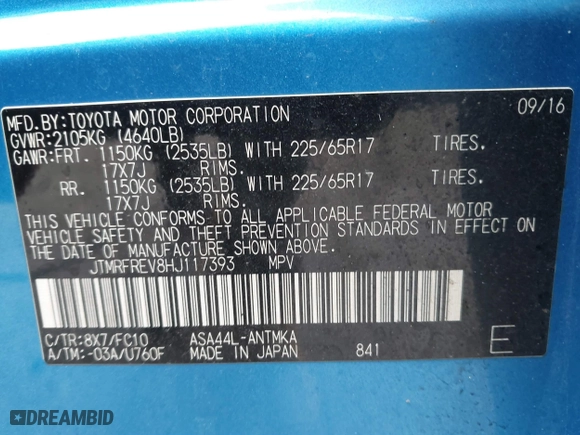 MFD.BY:TOYOTA MOTOR CORPORATION 09/16
GVWR:2105KG (4640LB)
GAWR:FRT. 1150KG (2535LB) WITH 225/65R17 TIRES.
17X7J RIMS.
RR. 1150KG (2535LB) WITH 225/65R17 TIRES.
17X7J RIMS.
THIS VEHICLE CONFORMS TO ALL APPLICABLE FEDERAL MOTOR
VEHICLE SAFETY AND THEFT PREVENTION STANDARDS IN EFFECT ON
THE DATE OF MANUFACTURE SHOWN ABOVE.
JTMRFREV8HJ117393 MPV
C/TR:8X7/FC10 ASA44L-ANTMKA
A/TM:-03A/U760F MADE IN JAPAN 841 E
DREAMBID